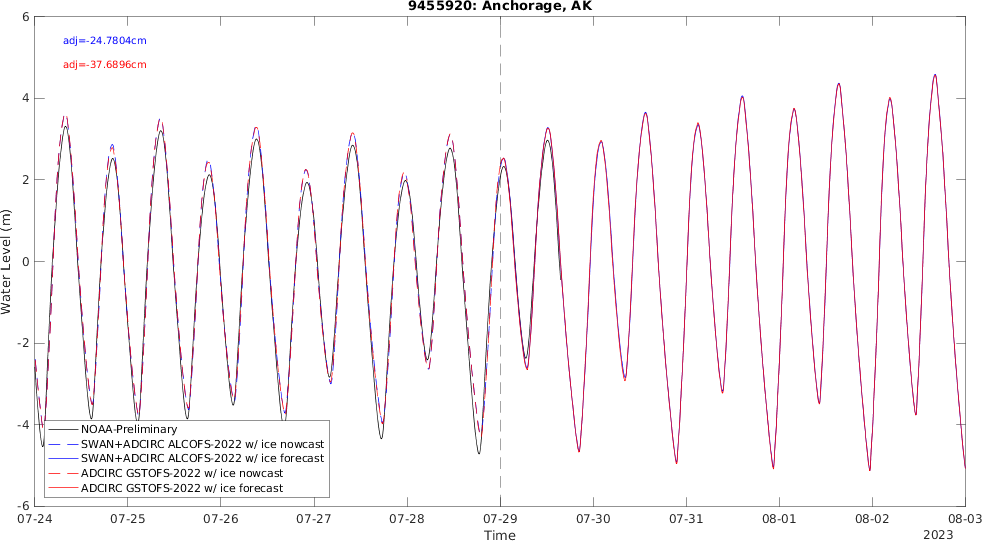 9455920: Anchorage, AK
adj=-24.7804cm
adj=-37.6896cm
6
4
2
0
-2
-4
-6
Water Level (m)
NOAA-Preliminary
SWAN+ADCIRC ALCOFS-2022 w/ ice nowcast
SWAN+ADCIRC ALCOFS-2022 w/ ice forecast
ADCIRC GSTOFS-2022 w/ ice nowcast
ADCIRC GSTOFS-2022 w/ ice forecast
07-24 07-25 07-26 07-27 07-28 07-29 07-30 07-31 08-01 08-02 08-03
Time
2023